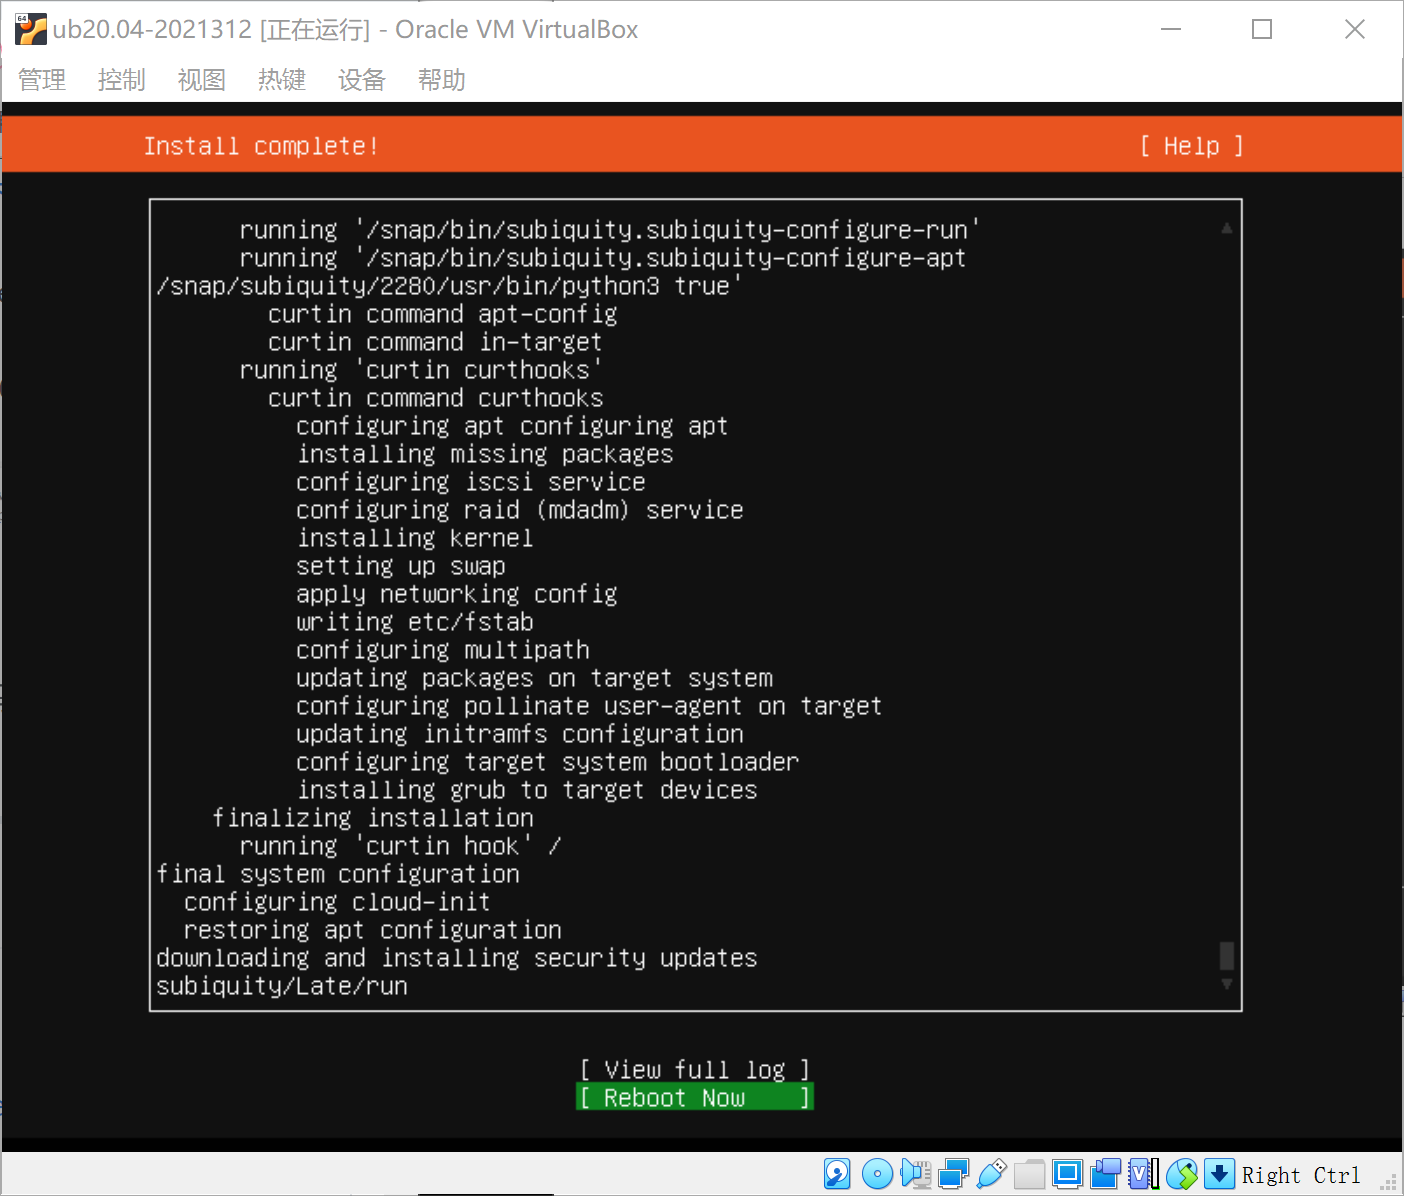 64
ub20.04-2021312 [正在运行] - Oracle VM VirtualBox
管理 控制 视图 热键 设备 帮助
Install complete! [ Help ]
running '/snap/bin/subiquity.subiquity-configure-run'
running '/snap/bin/subiquity.subiquity-configure-apt
/snap/subiquity/2280/usr/bin/python3 true'
curtin command apt-config
curtin command in-target
running 'curtin curthooks'
curtin command curthooks
configuring apt configuring apt
installing missing packages
configuring iscsi service
configuring raid (mdadm) service
installing kernel
setting up swap
apply networking config
writing etc/fstab
configuring multipath
updating packages on target system
configuring pollinate user-agent on target
updating initramfs configuration
configuring target system bootloader
installing grub to target devices
finalizing installation
running 'curtin hook' /
final system configuration
configuring cloud-init
restoring apt configuration
downloading and installing security updates
subiquity/Late/run
[ View full log ]
[ Reboot Now ]
Right Ctrl